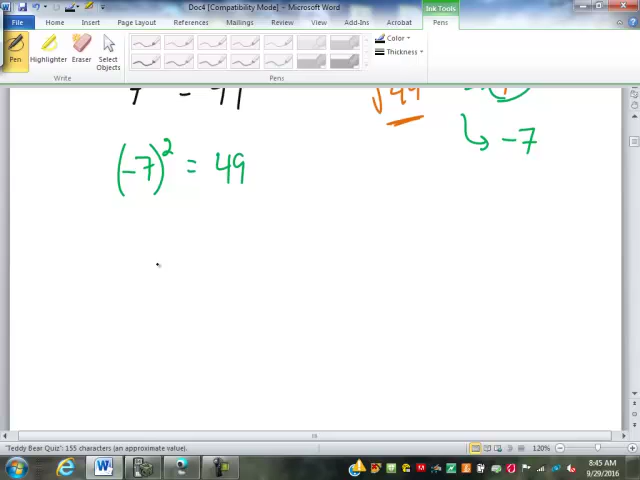 Doc4 [Compatibility Mode] - Microsoft Word
Ink Tools
File Home Insert Page Layout References Mailings Review View Add-Ins Acrobat Pens
Pen Highlighter Eraser Select Objects
Color
Thickness
Write Pens
√49
-7
(-7)² = 49
"Teddy Bear Quiz": 155 characters (an approximate value).
120%
8:45 AM
9/29/2016